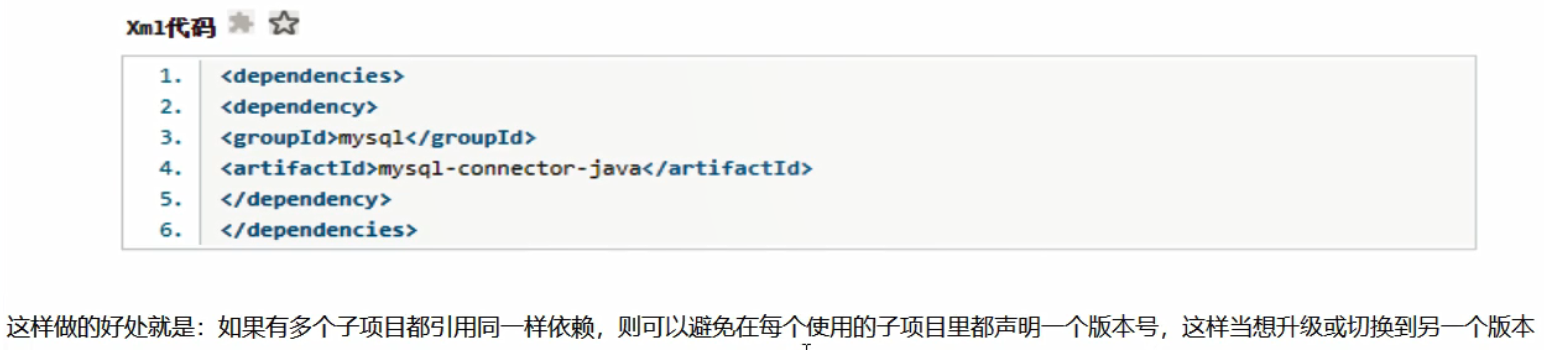 Xml代码
1. <dependencies>
2. <dependency>
3. <groupId>mysql</groupId>
4. <artifactId>mysql-connector-java</artifactId>
5. </dependency>
6. </dependencies>
这样做的好处就是：如果有多个子项目都引用同一样依赖，则可以避免在每个使用的子项目里都声明一个版本号，这样当想升级或切换到另一个版本